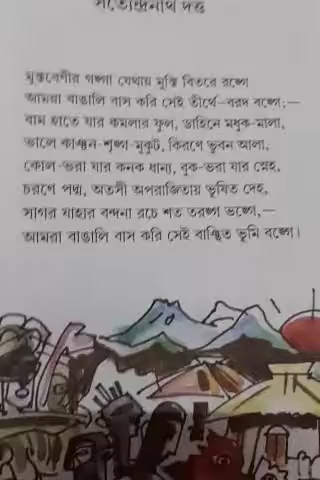 সত্যেন্দ্রনাথ দত্ত
মুক্তবেণীর গঙ্গা যেথায় মুক্তি বিতরে রঙ্গে
আমরা বাঙালি বাস করি সেই তীর্থে–বরদ বঙ্গে;—
বাম হাতে যার কমলার ফুল, ডাহিনে মধুক-মালা,
ভালে কাঞ্চন-শৃঙ্গ-মুকুট, কিরণে ভুবন আলা,
কোল-ভরা যার কনক ধান্য, বুক-ভরা যার স্নেহ,
চরণে পদ্ম, অতসী অপরাজিতায় ভূষিত দেহ,
সাগর যাহার বন্দনা রচে শত তরঙ্গ ভঙ্গে,—
আমরা বাঙালি বাস করি সেই বাঞ্ছিত ভূমি বঙ্গে।